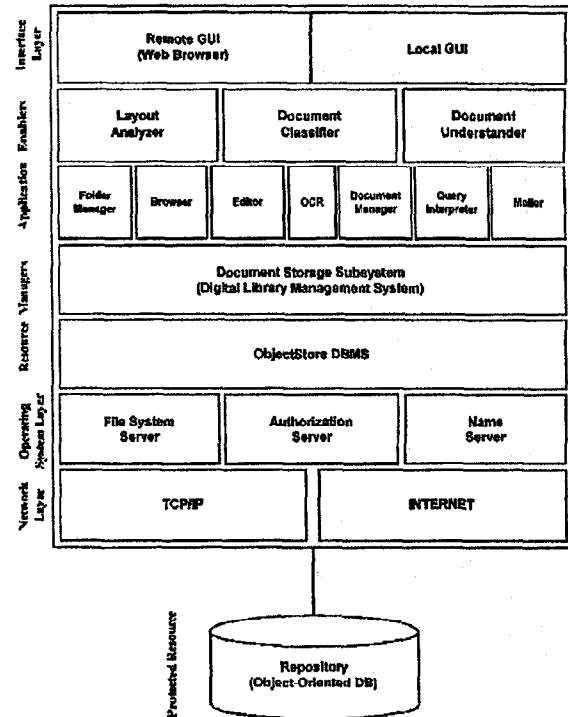 Interface
Layer
Remote GUI
(Web Browser)
Local GUI
Application Enablers
Layout
Analyzer
Document
Classifier
Document
Understander
Folder
Manager
Browser
Editor
OCR
Document
Manager
Query
Interpreter
Mailer
Resource Managers
Document Storage Subsystem
(Digital Library Management System)
ObjectStore DBMS
Operating
System Layer
File System
Server
Authorization
Server
Name
Server
Network
Layer
TCP/IP
INTERNET
Protected Resource
Repository
(Object-Oriented DB)